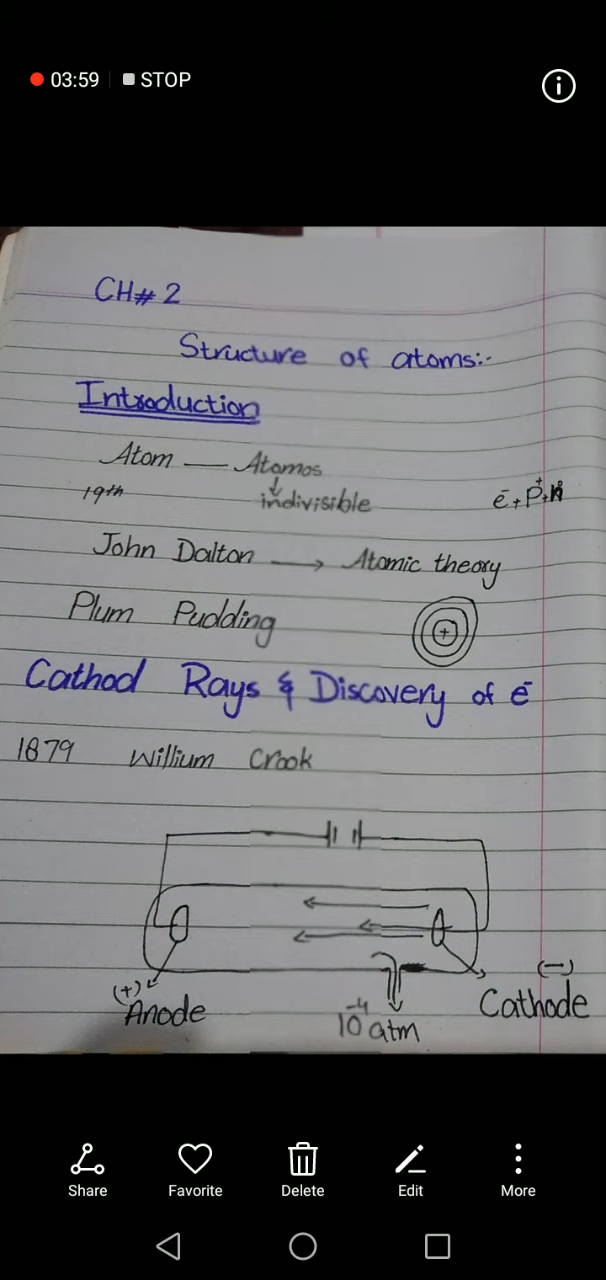 03:59 STOP
CH# 2
Structure of atoms:-
Introduction
Atom — Atomos
19th indivisible e⁻ + p⁺ + n°
John Dalton → Atomic theory
Plum Pudding
+
Cathod Rays & Discovery of e⁻
1879 Willium Crook
(+)
Anode
10⁻⁴ atm
(−)
Cathode
Share Favorite Delete Edit More